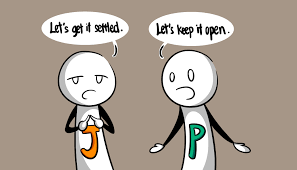 Let's get it settled.
Let's keep it open.
J
P